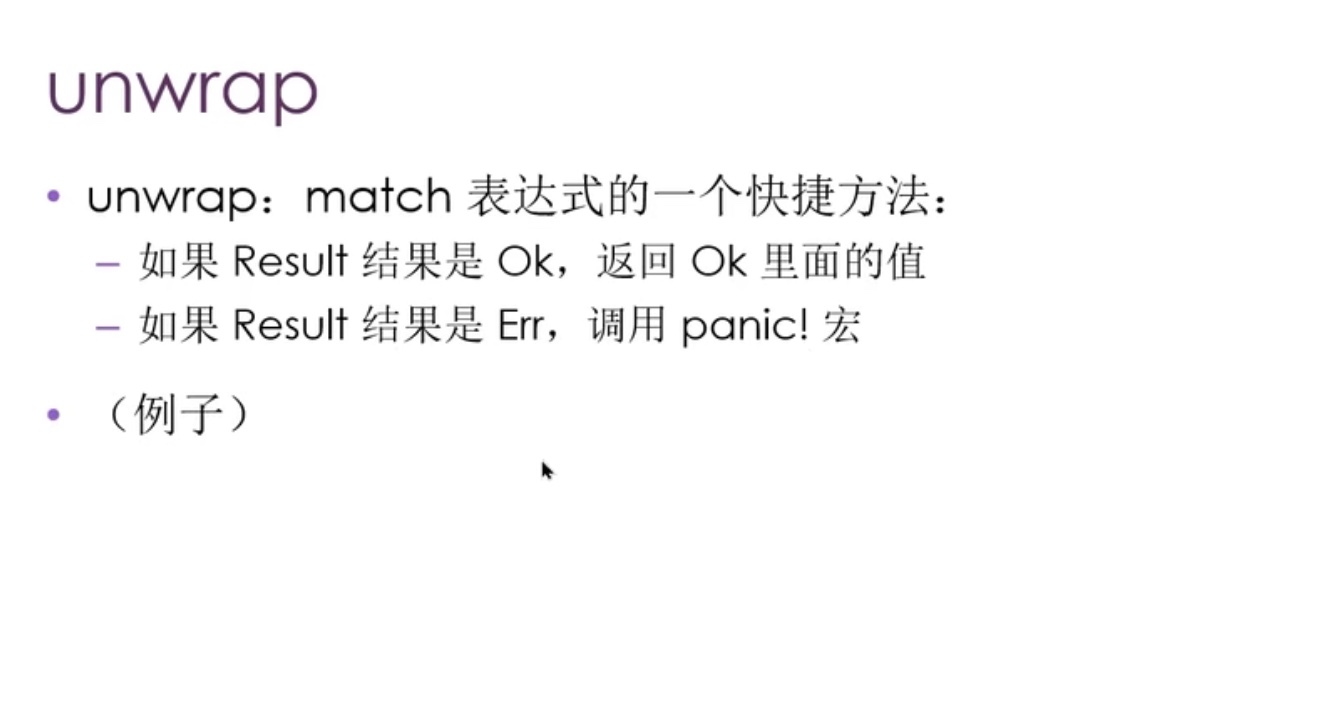 unwrap
• unwrap：match 表达式的一个快捷方法：
– 如果 Result 结果是 Ok，返回 Ok 里面的值
– 如果 Result 结果是 Err，调用 panic! 宏
• （例子）